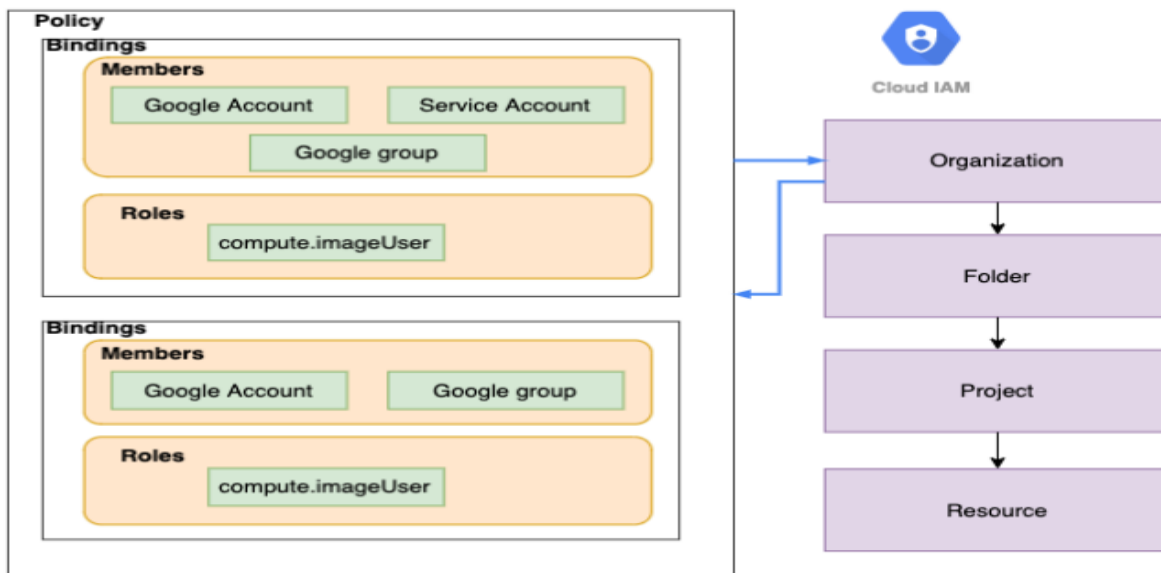 Policy
Bindings
Members
Google Account
Service Account
Google group
Roles
compute.imageUser
Bindings
Members
Google Account
Google group
Roles
compute.imageUser
Cloud IAM
Organization
Folder
Project
Resource